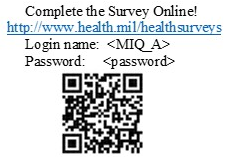 Complete the Survey Online!
http://www.health.mil/healthsurveys
Login name: <MIQ_A>
Password: <password>